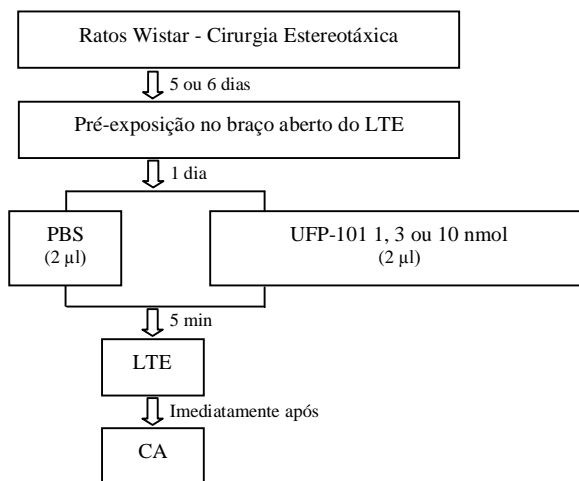 Ratos Wistar - Cirurgia Estereotáxica
5 ou 6 dias
Pré-exposição no braço aberto do LTE
1 dia
PBS
(2 µl)
UFP-101 1, 3 ou 10 nmol
(2 µl)
5 min
LTE
Imediatamente após
CA